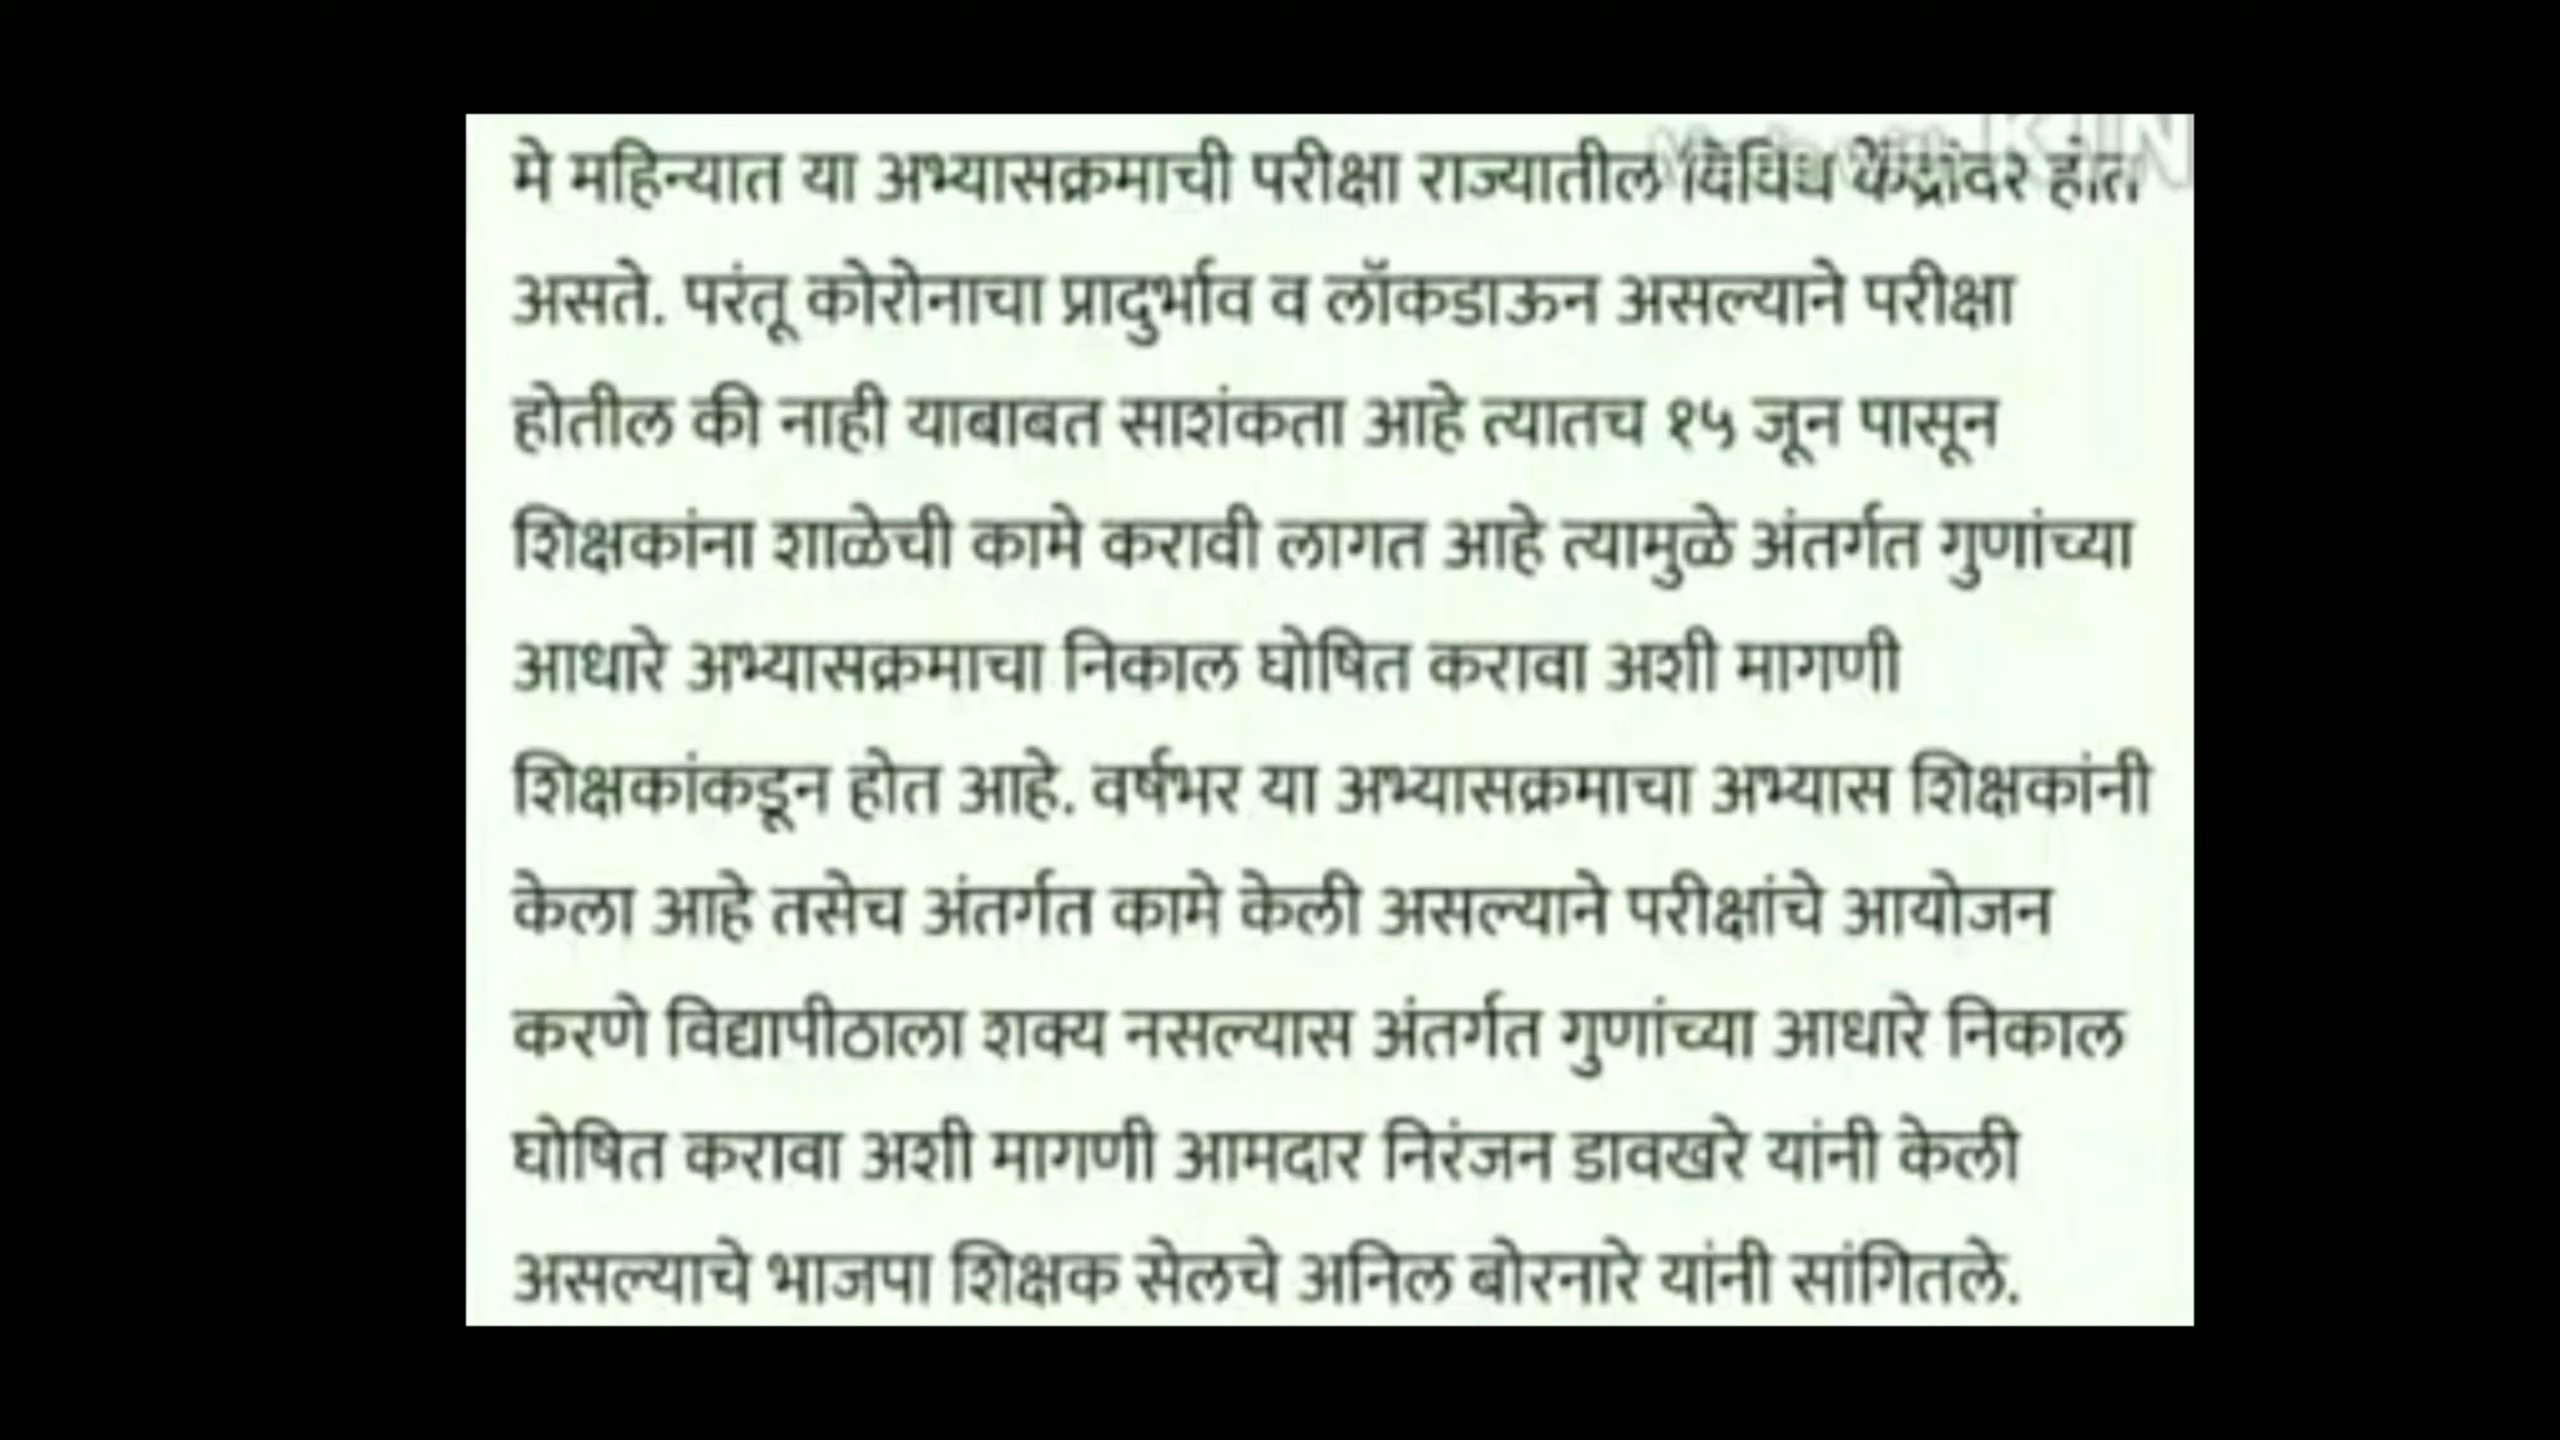 मे महिन्यात या अभ्यासक्रमाची परीक्षा राज्यातील विविध केंद्रांवर होत
असते. परंतू कोरोनाचा प्रादुर्भाव व लॉकडाऊन असल्याने परीक्षा
होतील की नाही याबाबत साशंकता आहे त्यातच १५ जून पासून
शिक्षकांना शाळेची कामे करावी लागत आहे त्यामुळे अंतर्गत गुणांच्या
आधारे अभ्यासक्रमाचा निकाल घोषित करावा अशी मागणी
शिक्षकांकडून होत आहे. वर्षभर या अभ्यासक्रमाचा अभ्यास शिक्षकांनी
केला आहे तसेच अंतर्गत कामे केली असल्याने परीक्षांचे आयोजन
करणे विद्यापीठाला शक्य नसल्यास अंतर्गत गुणांच्या आधारे निकाल
घोषित करावा अशी मागणी आमदार निरंजन डावखरे यांनी केली
असल्याचे भाजपा शिक्षक सेलचे अनिल बोरनारे यांनी सांगितले.